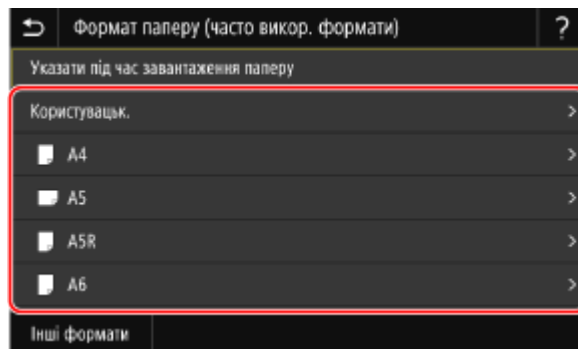 Формат паперу (часто викор. формати) ?
Указати під час завантаження паперу
Користувацьк. >
A4 >
A5 >
A5R >
A6 >
Інші формати